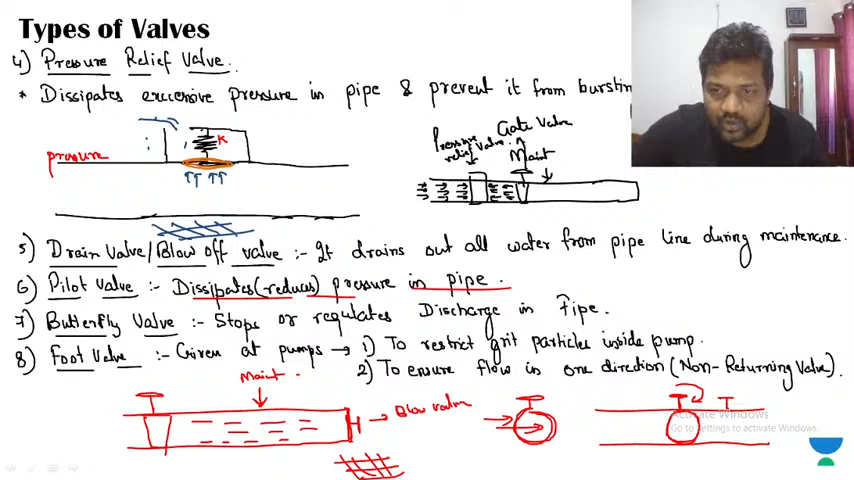 Types of Valves
4) Pressure Relief Valve.
* Dissipates excessive pressure in pipe & prevent it from burstin
K
pressure
Pressure relief valve
Gate Valve
Maint
5) Drain Valve/Blow off valve :- It drains out all water from pipe line during maintenance.
6) Pilot Valve :- Dissipates (reduces) pressure in pipe.
7) Butterfly Valve :- Stops or regulates Discharge in Pipe.
8) Foot Valve :- Given at pumps → 1) To restrict grit particles inside pump.
2) To ensure flow in one direction (Non-Returning Valve).
Maint.
→ Blow valve
Activate Windows
Go to Settings to activate Windows.